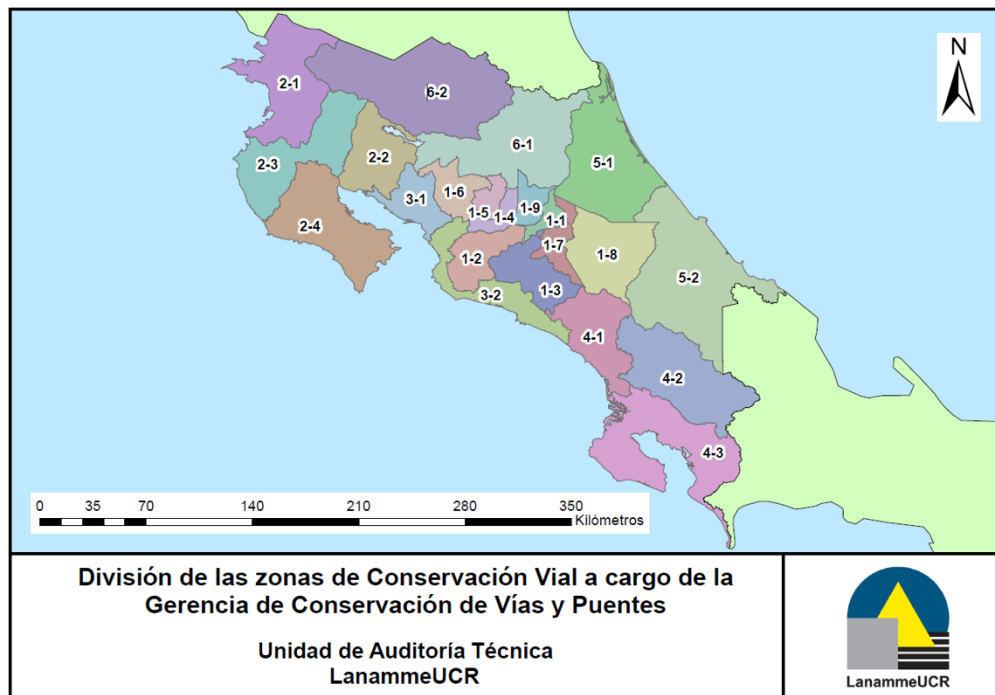 N
2-1
6-2
6-1
5-1
2-2
2-3
1-6
3-1
1-9
1-5
1-4
1-1
2-4
1-7
1-2
1-8
5-2
1-3
3-2
4-1
4-2
4-3
0 35 70 140 210 280 350
Kilómetros
División de las zonas de Conservación Vial a cargo de la
Gerencia de Conservación de Vías y Puentes
Unidad de Auditoría Técnica
LanammeUCR
LanammeUCR